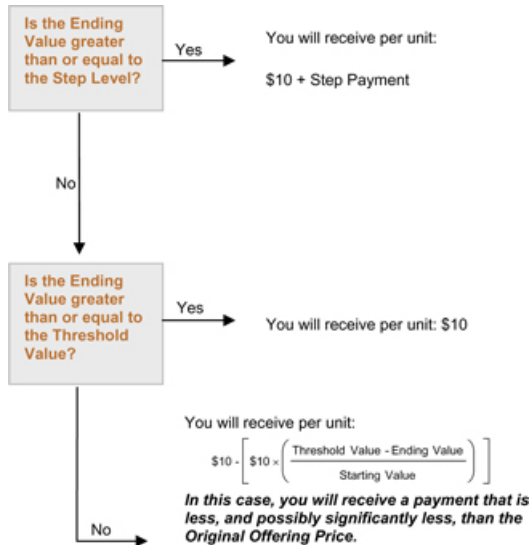 Is the Ending
Value greater
than or equal to
the Step Level?
Yes
You will receive per unit:
$10 + Step Payment
No
Is the Ending
Value greater
than or equal to
the Threshold
Value?
Yes
You will receive per unit: $10
You will receive per unit:
$10 - [ $10 × ( Threshold Value - Ending Value
Starting Value ) ]
In this case, you will receive a payment that is
less, and possibly significantly less, than the
Original Offering Price.
No